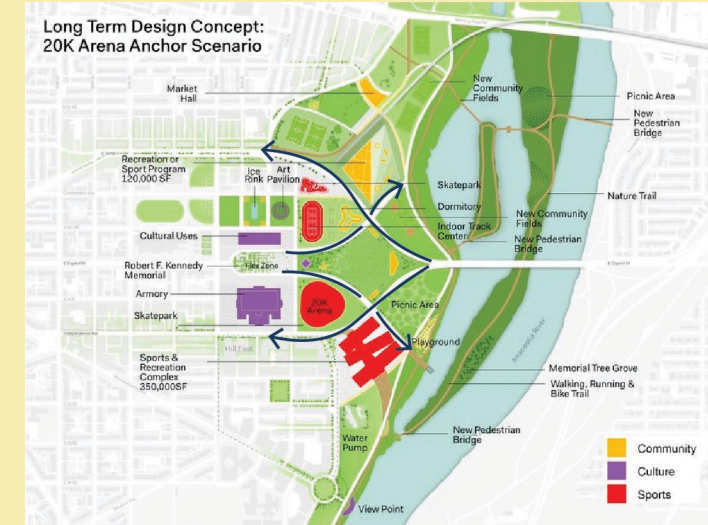 Long Term Design Concept:
20K Arena Anchor Scenario
Market
Hall
New
Community
Fields
Picnic Area
New
Pedestrian
Bridge
Recreation or
Sport Program
120,000 SF
Ice
Rink
Art
Pavilion
Skatepark
Nature Trail
Dormitory
New Community
Fields
Indoor Track
Center
Cultural Uses
New Pedestrian
Bridge
Robert F. Kennedy
Memorial
Flex Zone
Armory
20K
Arena
Picnic Area
Skatepark
Hill East
Playground
Anacostia River
Sports &
Recreation
Complex
350,000SF
Memorial Tree Grove
Walking, Running &
Bike Trail
Water
Pump
New Pedestrian
Bridge
View Point
Community
Culture
Sports